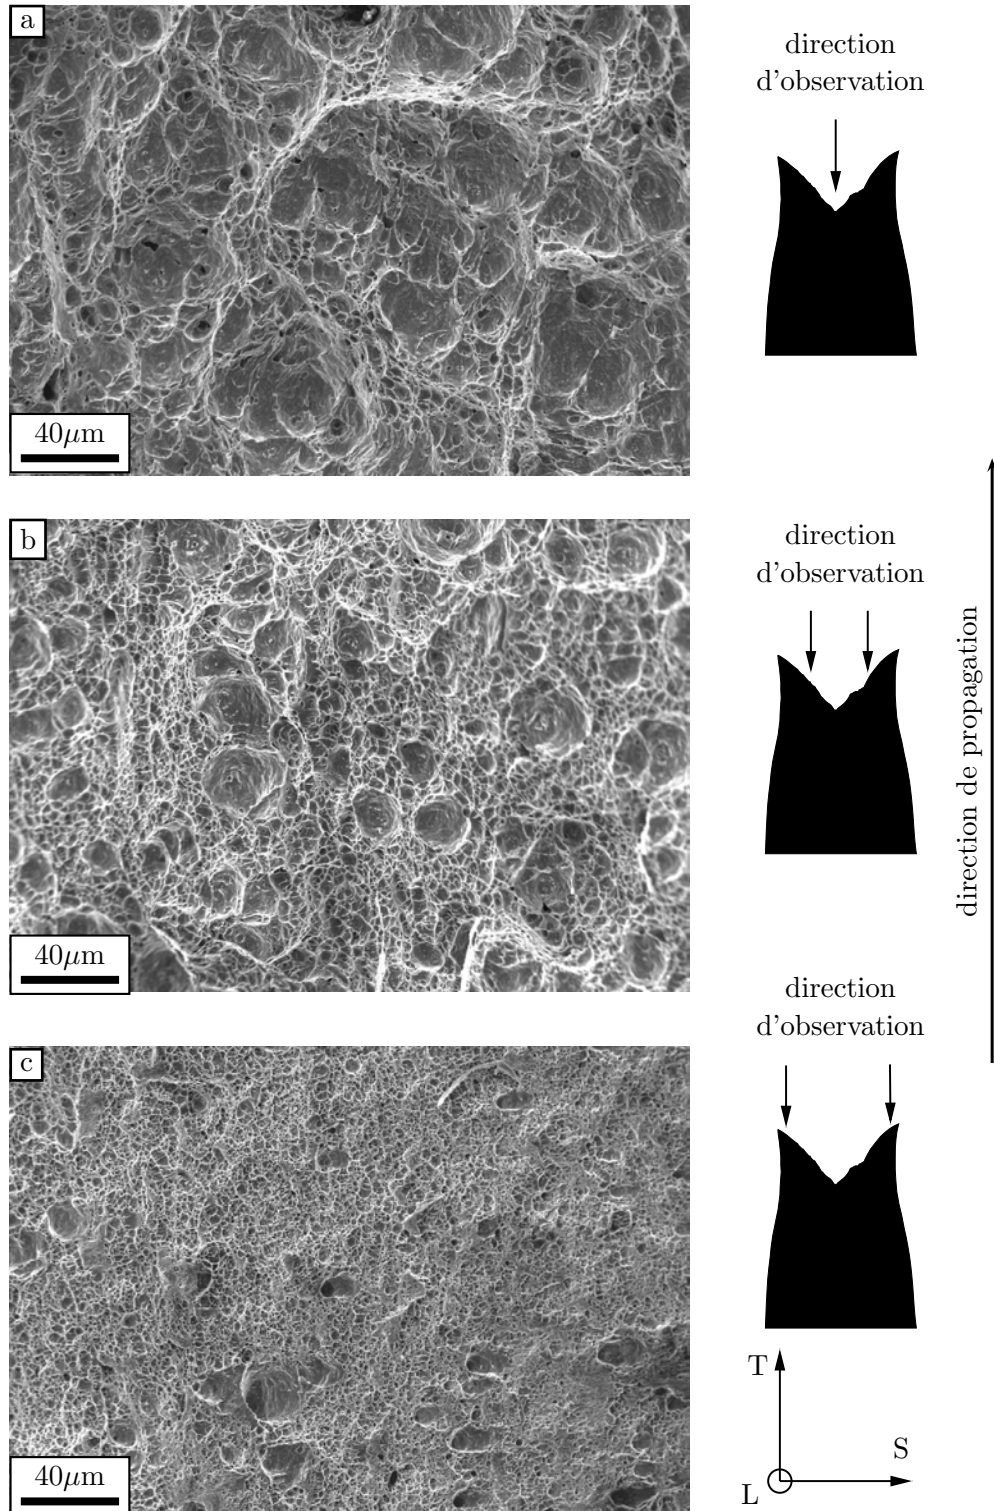 a
direction
d'observation
40μm
b
direction
d'observation
40μm
direction de propagation
direction
d'observation
c
40μm
T
S
L